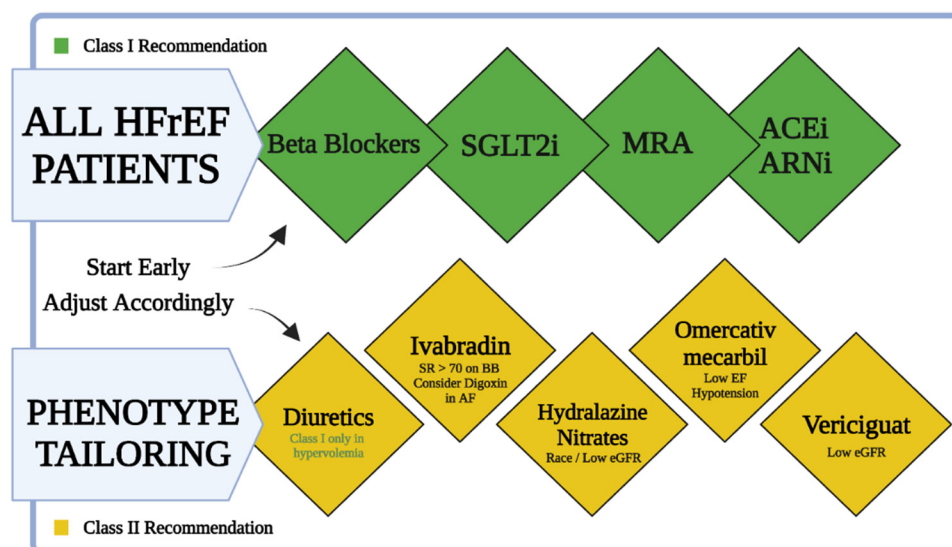 Class I Recommendation
ALL HFrEF
PATIENTS
Beta Blockers
SGLT2i
MRA
ACEi
ARNi
Start Early
Adjust Accordingly
PHENOTYPE
TAILORING
Diuretics
Class I only in
hypervolemia
Ivabradin
SR > 70 on BB
Consider Digoxin
in AF
Hydralazine
Nitrates
Race / Low eGFR
Omercativ
mecarbil
Low EF
Hypotension
Vericiguat
Low eGFR
Class II Recommendation